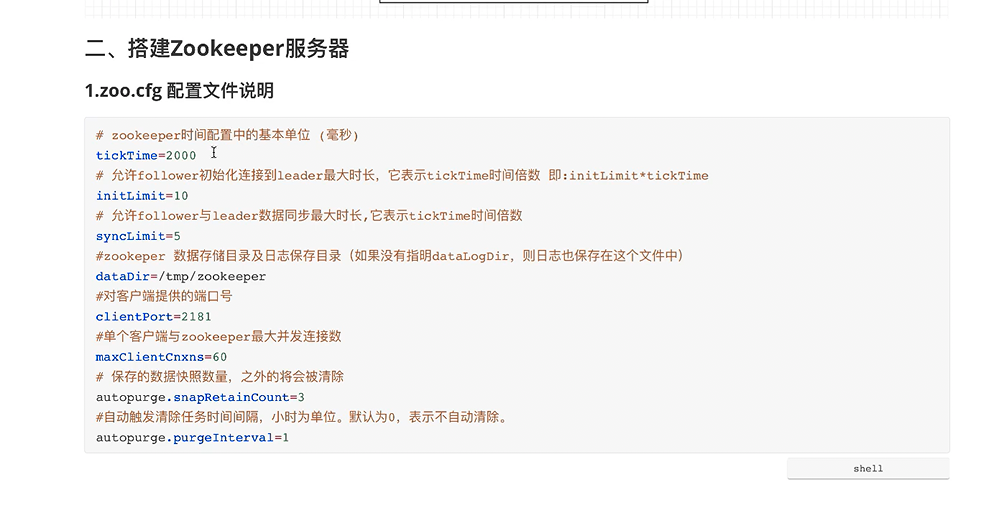 二、搭建Zookeeper服务器
1.zoo.cfg 配置文件说明
# zookeeper时间配置中的基本单位 (毫秒)
tickTime=2000
# 允许follower初始化连接到leader最大时长，它表示tickTime时间倍数 即:initLimit*tickTime
initLimit=10
# 允许follower与leader数据同步最大时长,它表示tickTime时间倍数
syncLimit=5
#zookeper 数据存储目录及日志保存目录（如果没有指明dataLogDir，则日志也保存在这个文件中）
dataDir=/tmp/zookeeper
#对客户端提供的端口号
clientPort=2181
#单个客户端与zookeeper最大并发连接数
maxClientCnxns=60
# 保存的数据快照数量，之外的将会被清除
autopurge.snapRetainCount=3
#自动触发清除任务时间间隔，小时为单位。默认为0，表示不自动清除。
autopurge.purgeInterval=1
shell